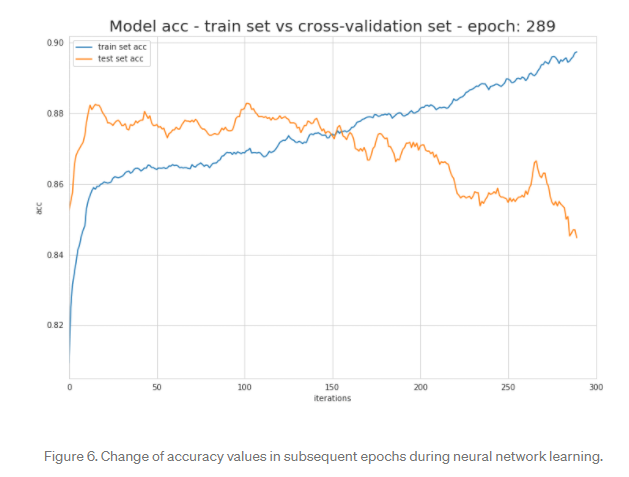 Model acc - train set vs cross-validation set - epoch: 289
0.90
train set acc
test set acc
0.88
0.86
acc
0.84
0.82
0 50 100 150 200 250 300
iterations
Figure 6. Change of accuracy values in subsequent epochs during neural network learning.